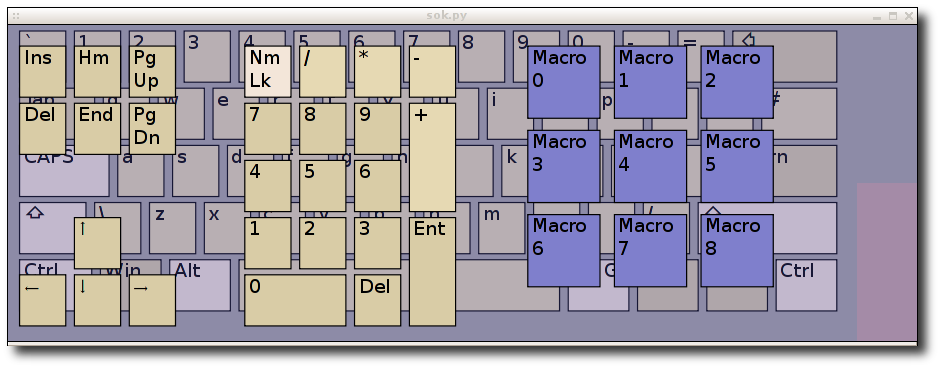 sok.py
` 1 2 3 4 5 6 7 8 9 0 - =
Ins Hm Pg Up Nm Lk / * - Macro 0 Macro 1 Macro 2
w e i p #
Del End Pg Dn 7 8 9 + Macro 3 Macro 4 Macro 5
CAPS a s d g k
4 5 6
\ z x m /
↑ 1 2 3 Ent Macro 6 Macro 7 Macro 8
Ctrl Win Alt Ctrl
← ↓ → 0 Del